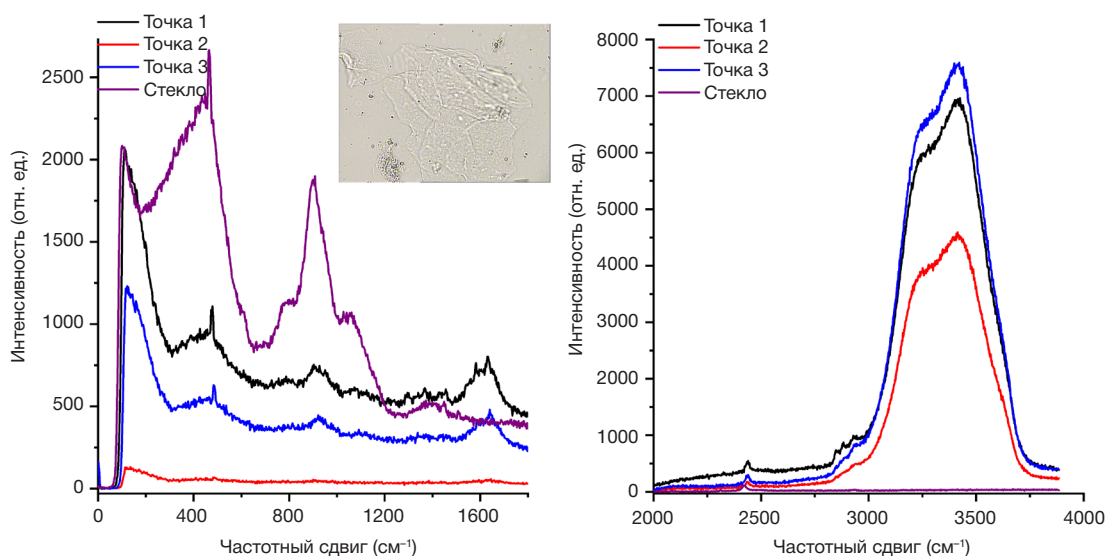 Точка 1
Точка 2
Точка 3
Стекло
Интенсивность (отн. ед.)
2500
2000
1500
1000
500
0
0 400 800 1200 1600
Частотный сдвиг (см⁻¹)
Точка 1
Точка 2
Точка 3
Стекло
Интенсивность (отн. ед.)
8000
7000
6000
5000
4000
3000
2000
1000
0
2000 2500 3000 3500 4000
Частотный сдвиг (см⁻¹)